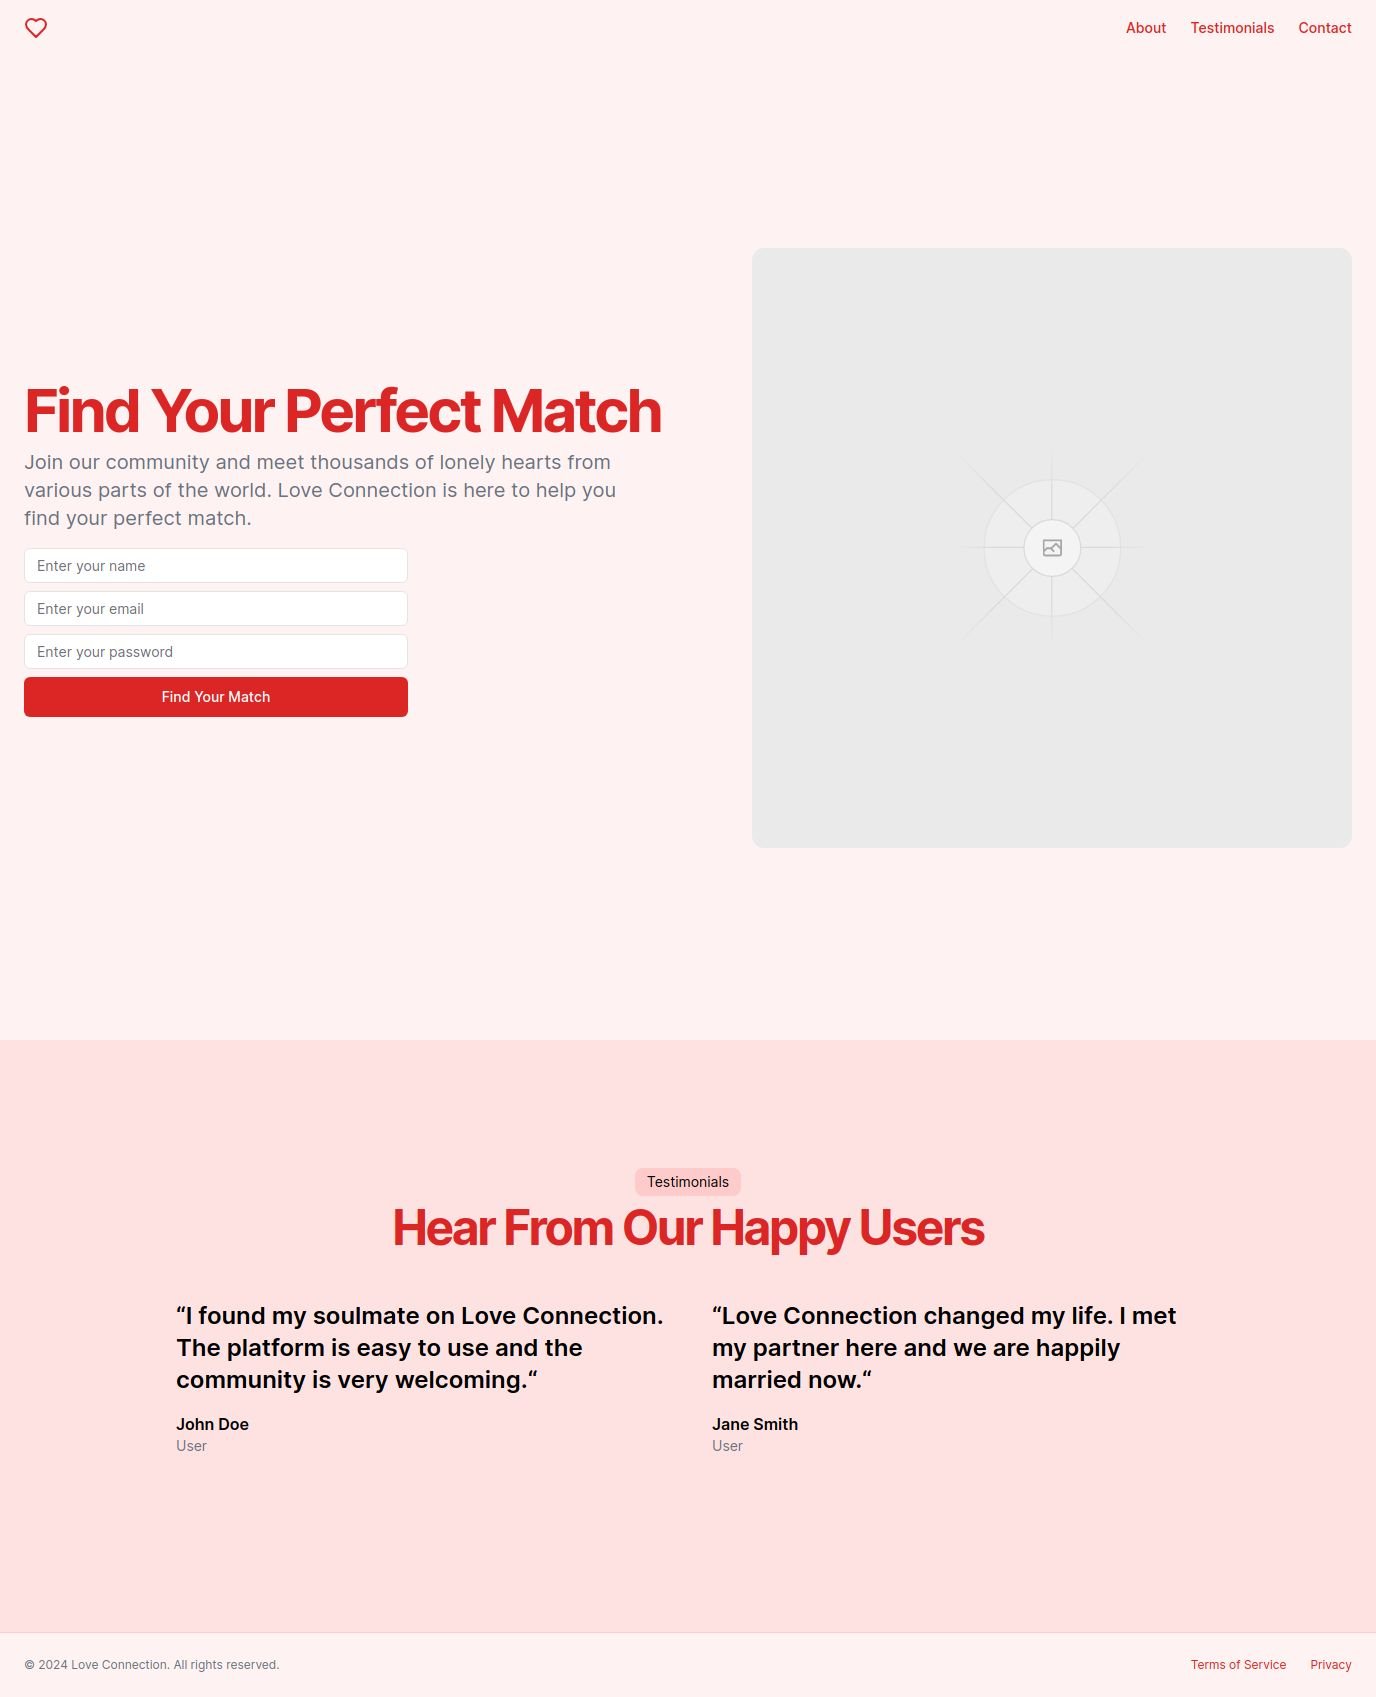 About
Testimonials
Contact
Find Your Perfect Match
Join our community and meet thousands of lonely hearts from
various parts of the world. Love Connection is here to help you
find your perfect match.
Enter your name
Enter your email
Enter your password
Find Your Match
Testimonials
Hear From Our Happy Users
“I found my soulmate on Love Connection.
The platform is easy to use and the
community is very welcoming.“
John Doe
User
“Love Connection changed my life. I met
my partner here and we are happily
married now.“
Jane Smith
User
© 2024 Love Connection. All rights reserved.
Terms of Service
Privacy